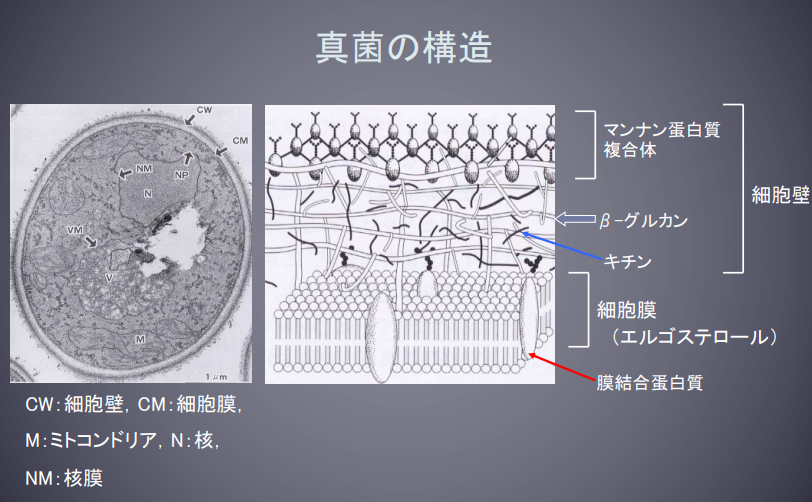 真菌の構造
CW
CM
NM
NP
N
VM
V
M
1μm
マンナン蛋白質
複合体
細胞壁
β-グルカン
キチン
細胞膜
（エルゴステロール）
膜結合蛋白質
CW：細胞壁，CM：細胞膜，
M：ミトコンドリア，N：核，
NM：核膜